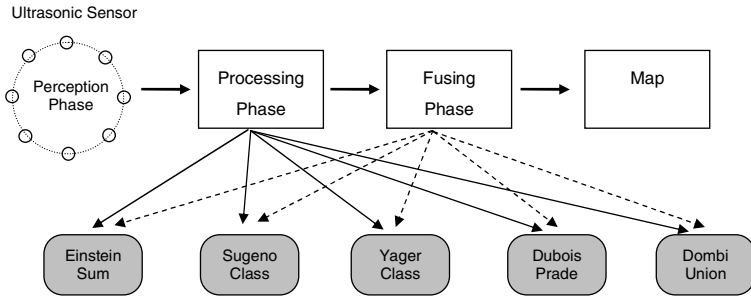 Ultrasonic Sensor
Perception
Phase
Processing
Phase
Fusing
Phase
Map
Einstein
Sum
Sugeno
Class
Yager
Class
Dubois
Prade
Dombi
Union